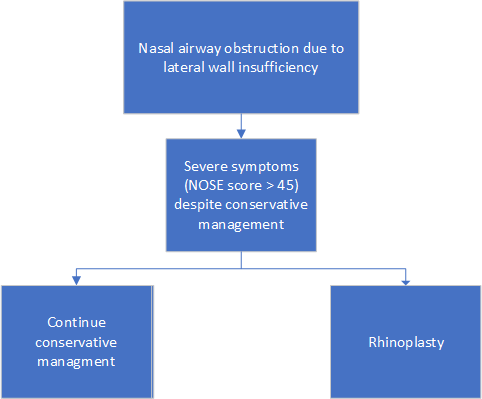 Nasal airway obstruction due to
lateral wall insufficiency
Severe symptoms
(NOSE score > 45)
despite conservative
management
Continue
conservative
managment
Rhinoplasty